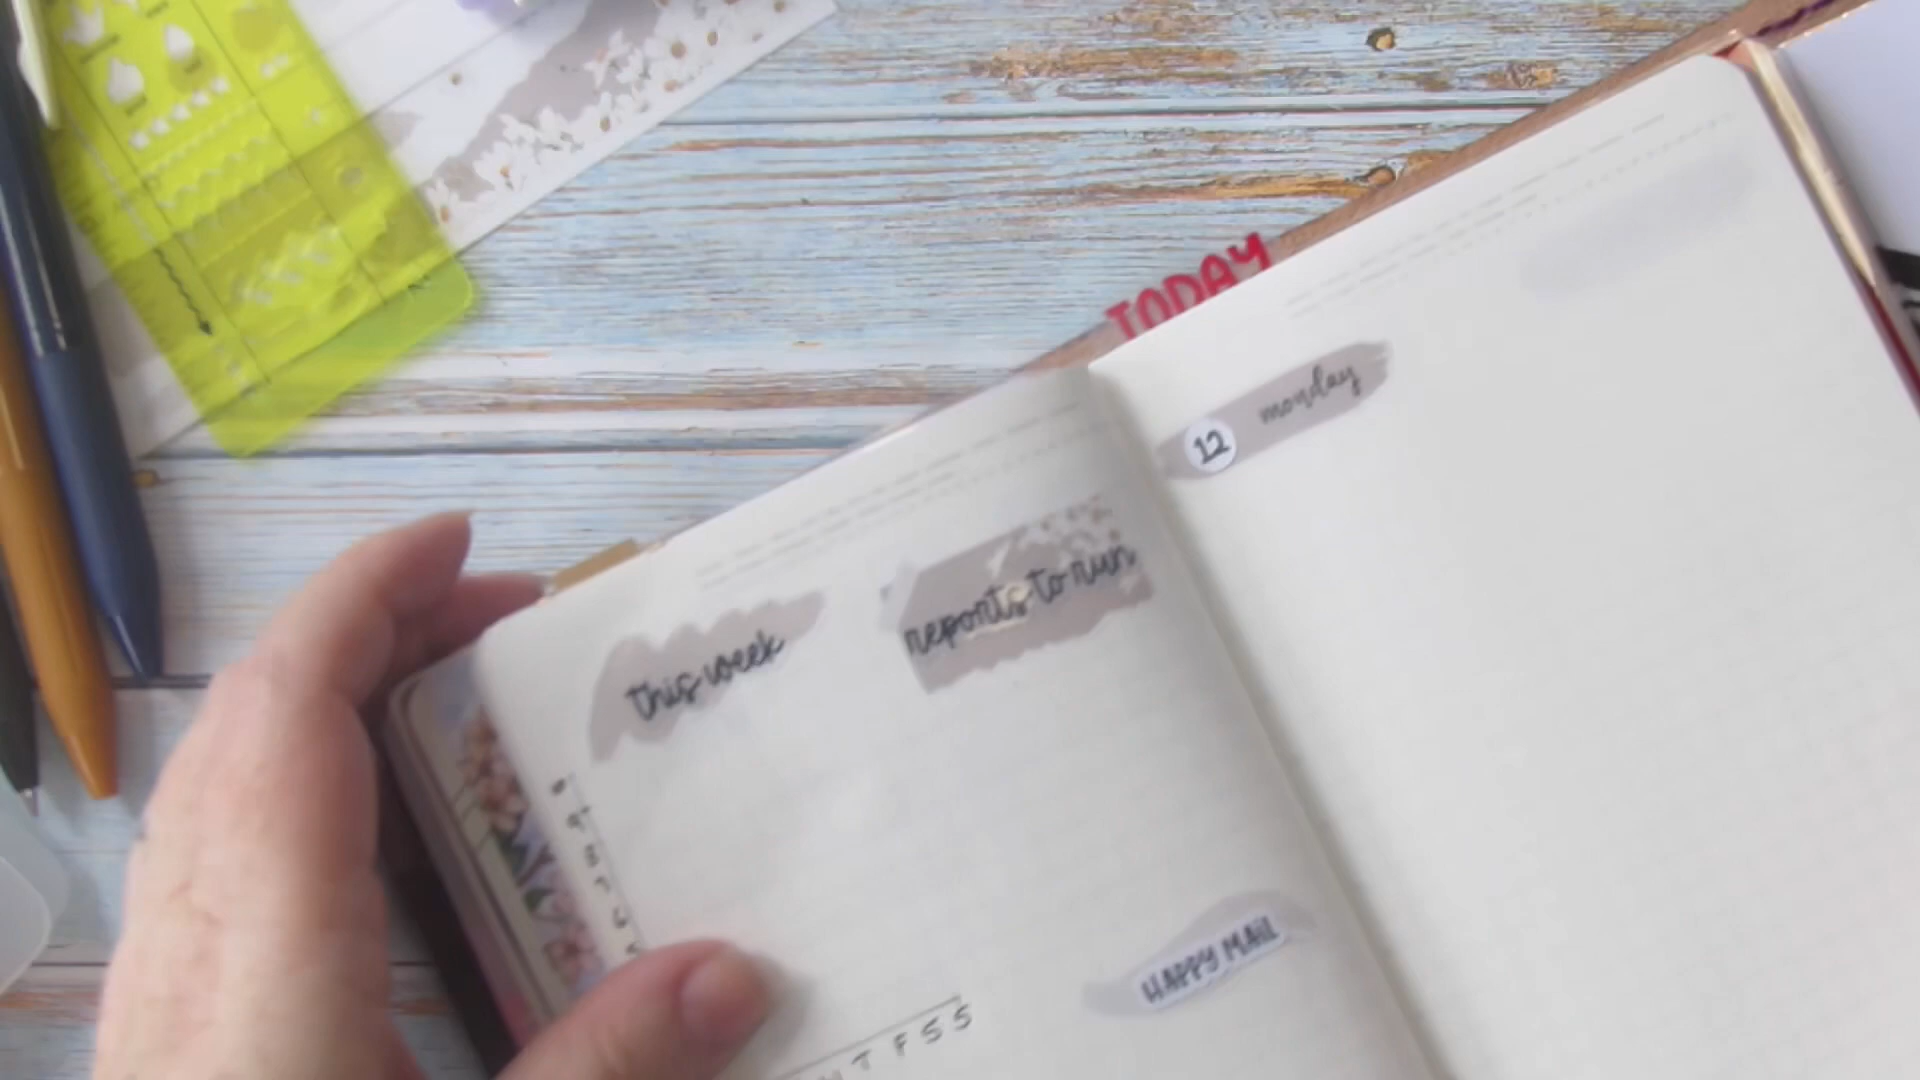 TODAY
12 monday
this week
reports to run
HAPPY MAIL
T F S S